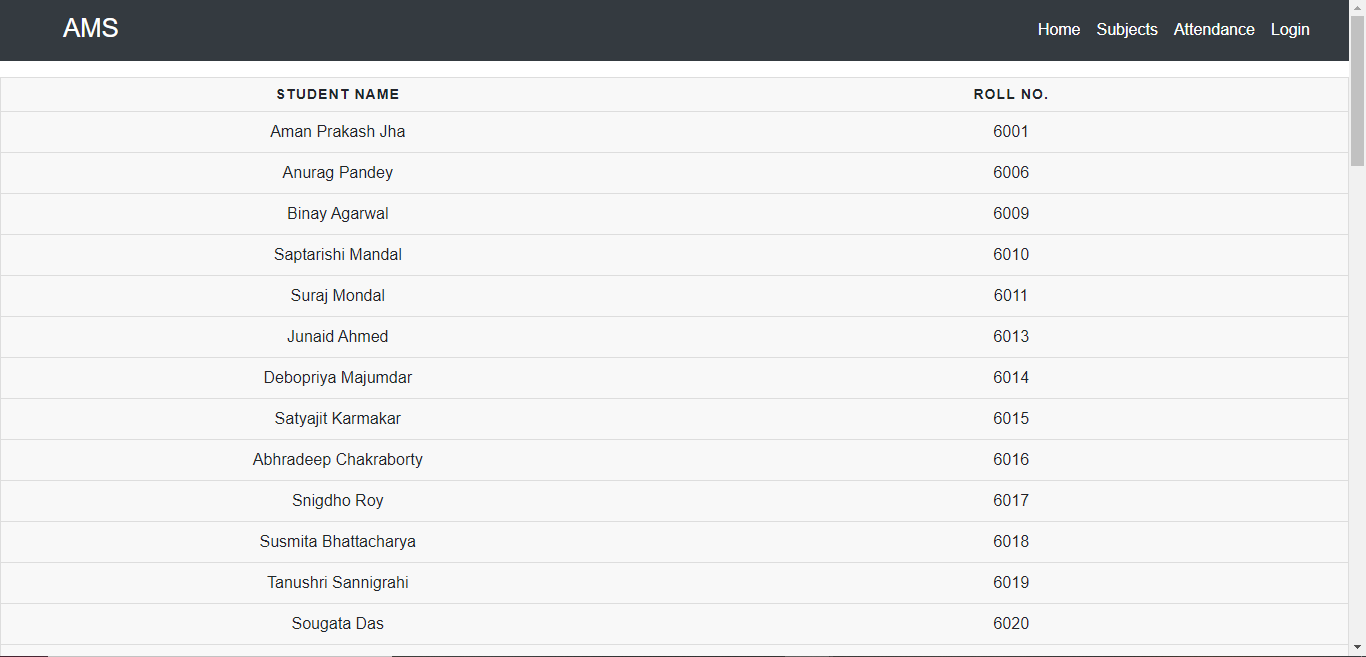 AMS Home Subjects Attendance Login
STUDENT NAME ROLL NO.
Aman Prakash Jha 6001
Anurag Pandey 6006
Binay Agarwal 6009
Saptarishi Mandal 6010
Suraj Mondal 6011
Junaid Ahmed 6013
Debopriya Majumdar 6014
Satyajit Karmakar 6015
Abhradeep Chakraborty 6016
Snigdho Roy 6017
Susmita Bhattacharya 6018
Tanushri Sannigrahi 6019
Sougata Das 6020